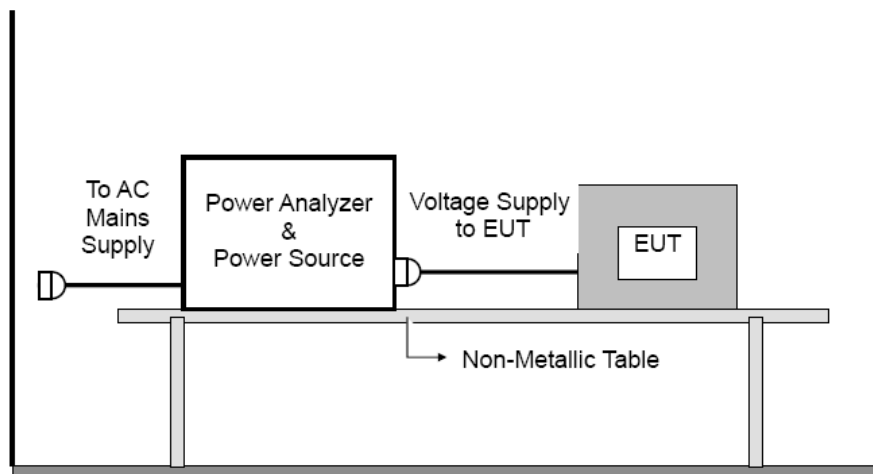 To AC
Mains
Supply
Power Analyzer
&
Power Source
Voltage Supply
to EUT
EUT
Non-Metallic Table